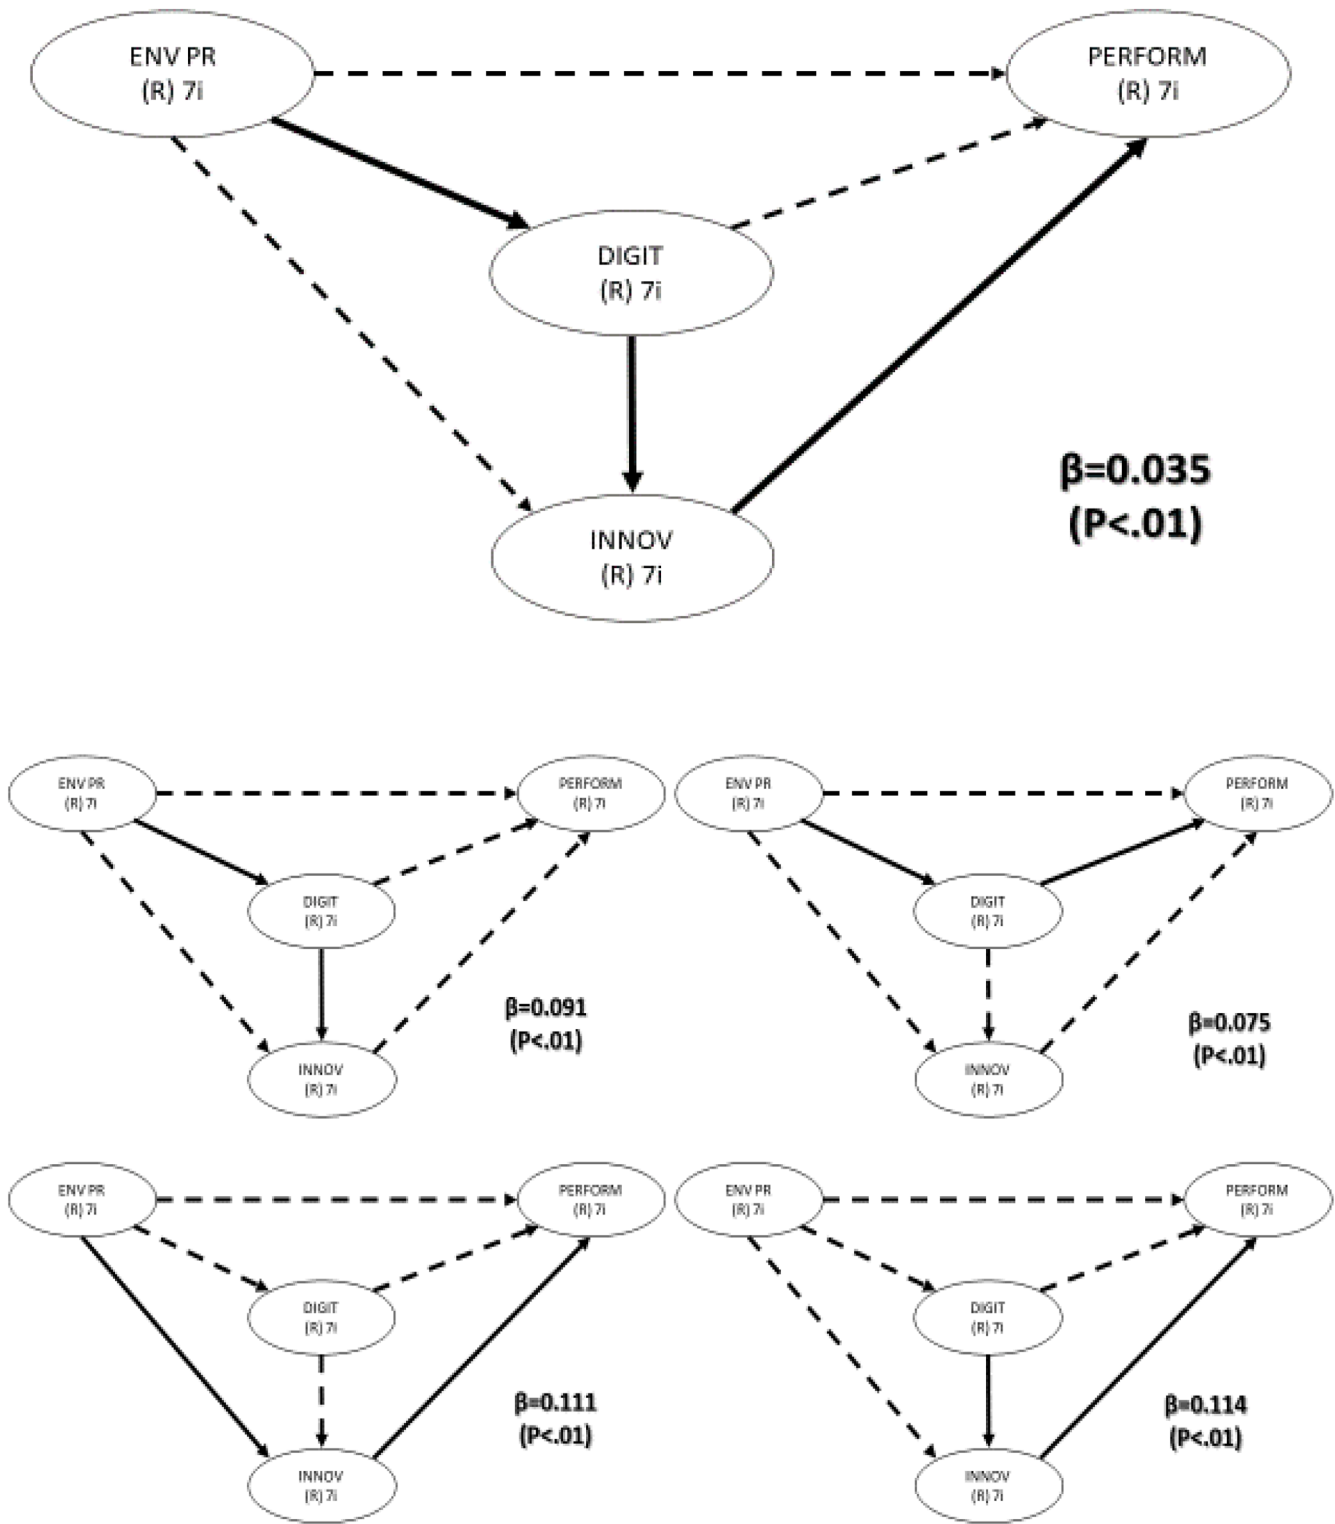 ENV PR
(R) 7i
PERFORM
(R) 7i
DIGIT
(R) 7i
INNOV
(R) 7i
β=0.035
(P<.01)
ENV PR
(R) 7i
PERFORM
(R) 7i
DIGIT
(R) 7i
INNOV
(R) 7i
β=0.091
(P<.01)
ENV PR
(R) 7i
PERFORM
(R) 7i
DIGIT
(R) 7i
INNOV
(R) 7i
β=0.075
(P<.01)
ENV PR
(R) 7i
PERFORM
(R) 7i
DIGIT
(R) 7i
INNOV
(R) 7i
β=0.111
(P<.01)
ENV PR
(R) 7i
PERFORM
(R) 7i
DIGIT
(R) 7i
INNOV
(R) 7i
β=0.114
(P<.01)